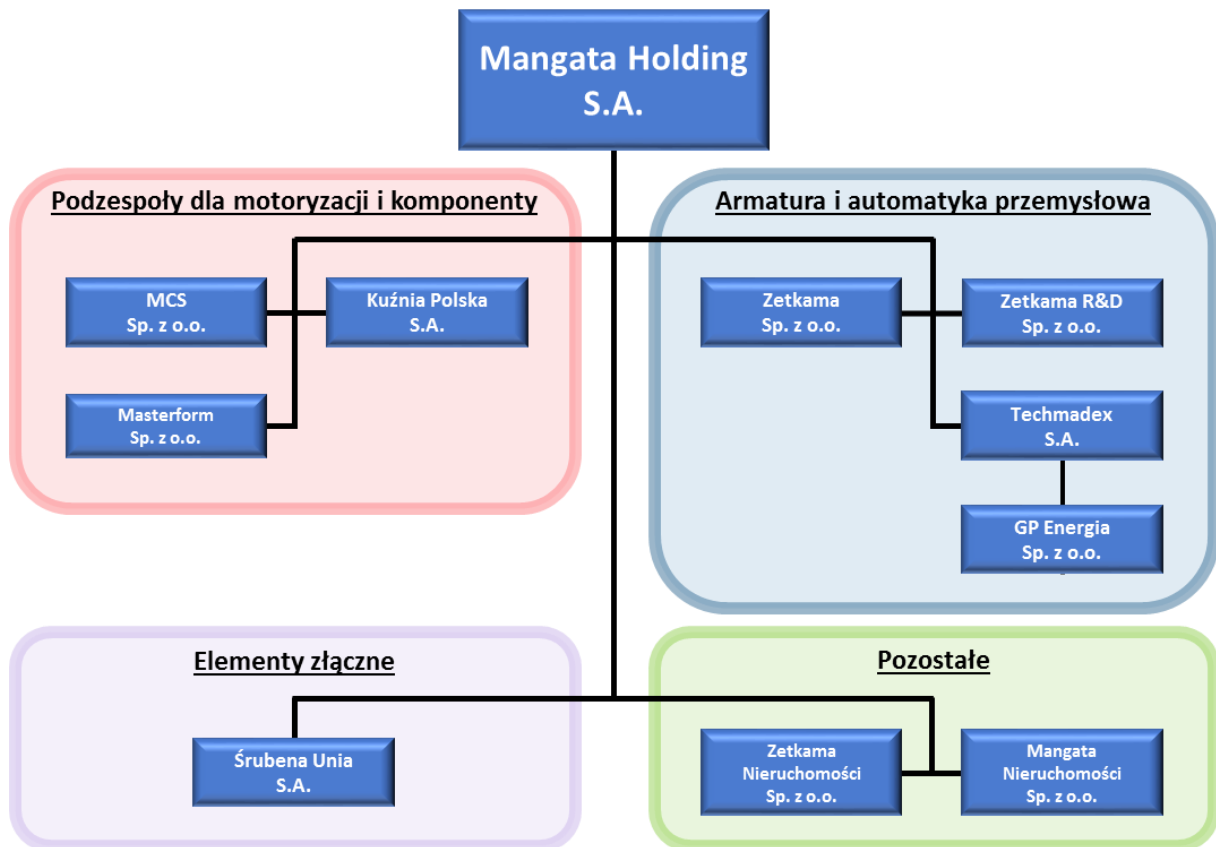 Mangata Holding
S.A.
Podzespoły dla motoryzacji i komponenty
MCS
Sp. z o.o.
Kuźnia Polska
S.A.
Masterform
Sp. z o.o.
Armatura i automatyka przemysłowa
Zetkama
Sp. z o.o.
Zetkama R&D
Sp. z o.o.
Techmadex
S.A.
GP Energia
Sp. z o.o.
Elementy złączne
Śrubena Unia
S.A.
Pozostałe
Zetkama
Nieruchomości
Sp. z o.o.
Mangata
Nieruchomości
Sp. z o.o.